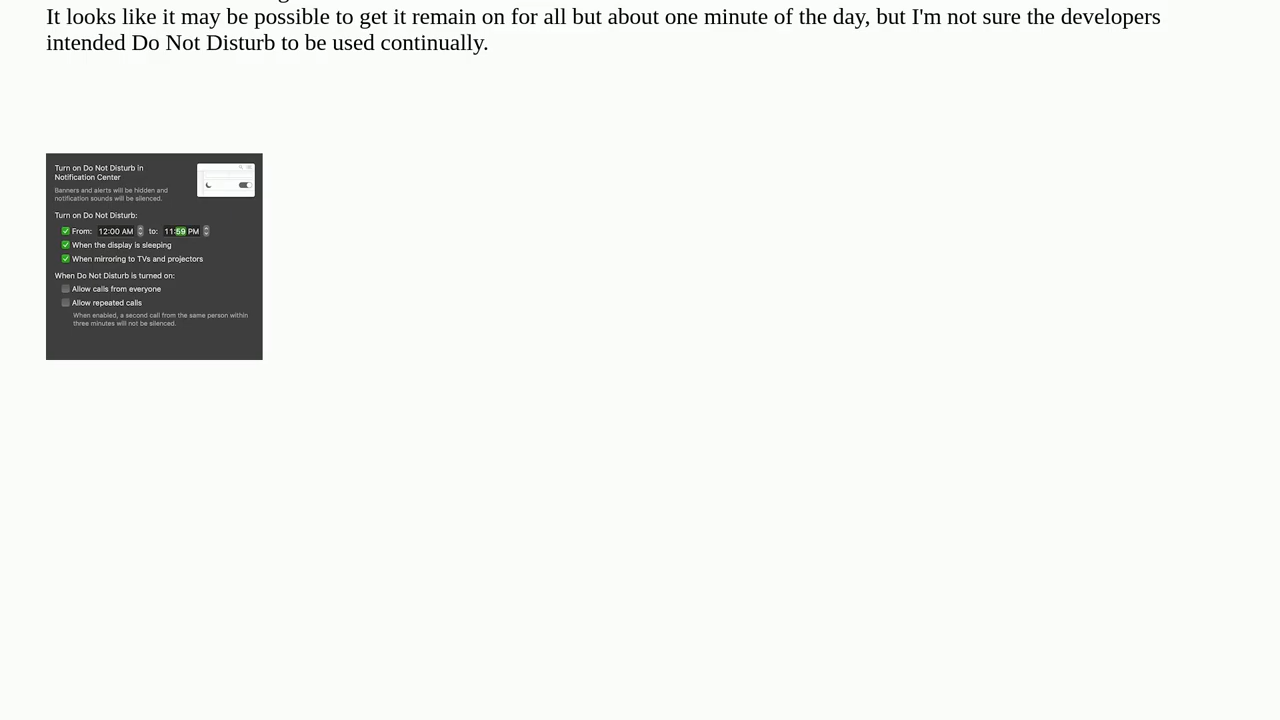 It looks like it may be possible to get it remain on for all but about one minute of the day, but I'm not sure the developers
intended Do Not Disturb to be used continually.
Turn on Do Not Disturb in
Notification Center
Banners and alerts will be hidden and
notification sounds will be silenced.
Turn on Do Not Disturb:
From: 12:00 AM to: 11:59 PM
When the display is sleeping
When mirroring to TVs and projectors
When Do Not Disturb is turned on:
Allow calls from everyone
Allow repeated calls
When enabled, a second call from the same person within
three minutes will not be silenced.